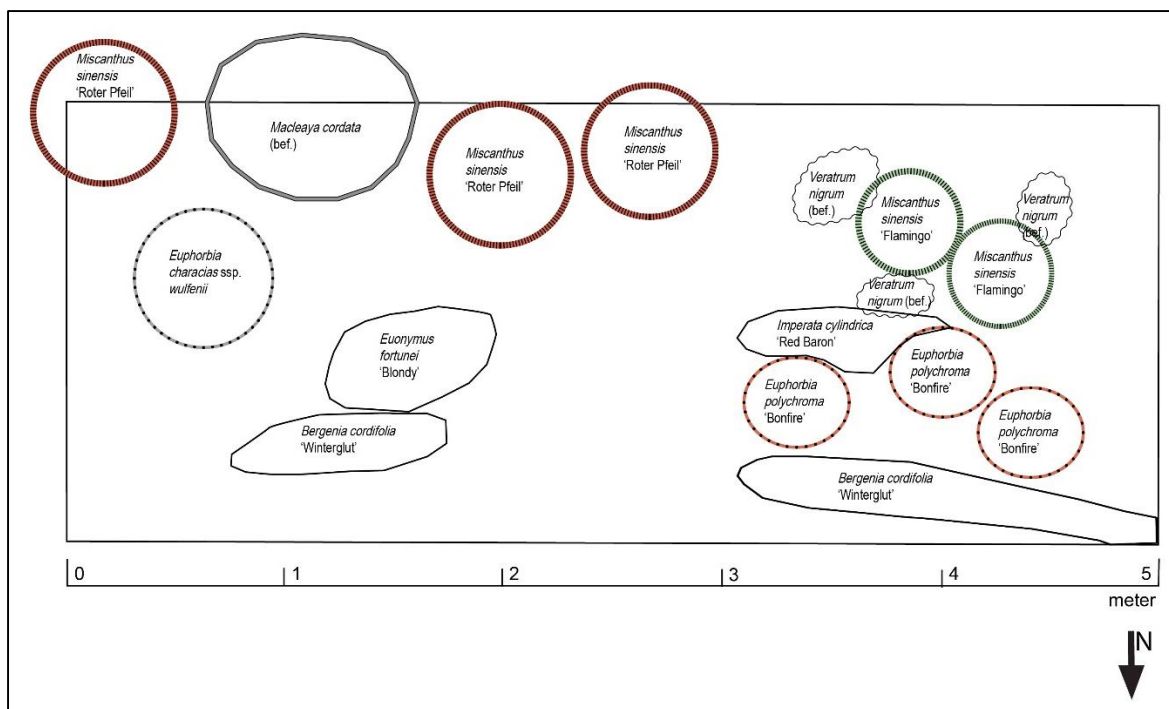 Miscanthus
sinensis
'Roter Pfeil'
Macleaya cordata
(bef.)
Miscanthus
sinensis
'Roter Pfeil'
Miscanthus
sinensis
'Roter Pfeil'
Veratrum
nigrum
(bef.)
Miscanthus
sinensis
'Flamingo'
Veratrum
nigrum
(bef.)
Miscanthus
sinensis
'Flamingo'
Euphorbia
characias ssp.
wulfenii
Veratrum
nigrum (bef.)
Euonymus
fortunei
'Blondy'
Imperata cylindrica
'Red Baron'
Euphorbia
polychroma
'Bonfire'
Euphorbia
polychroma
'Bonfire'
Euphorbia
polychroma
'Bonfire'
Bergenia cordifolia
'Winterglut'
Bergenia cordifolia
'Winterglut'
0 1 2 3 4 5
meter
N